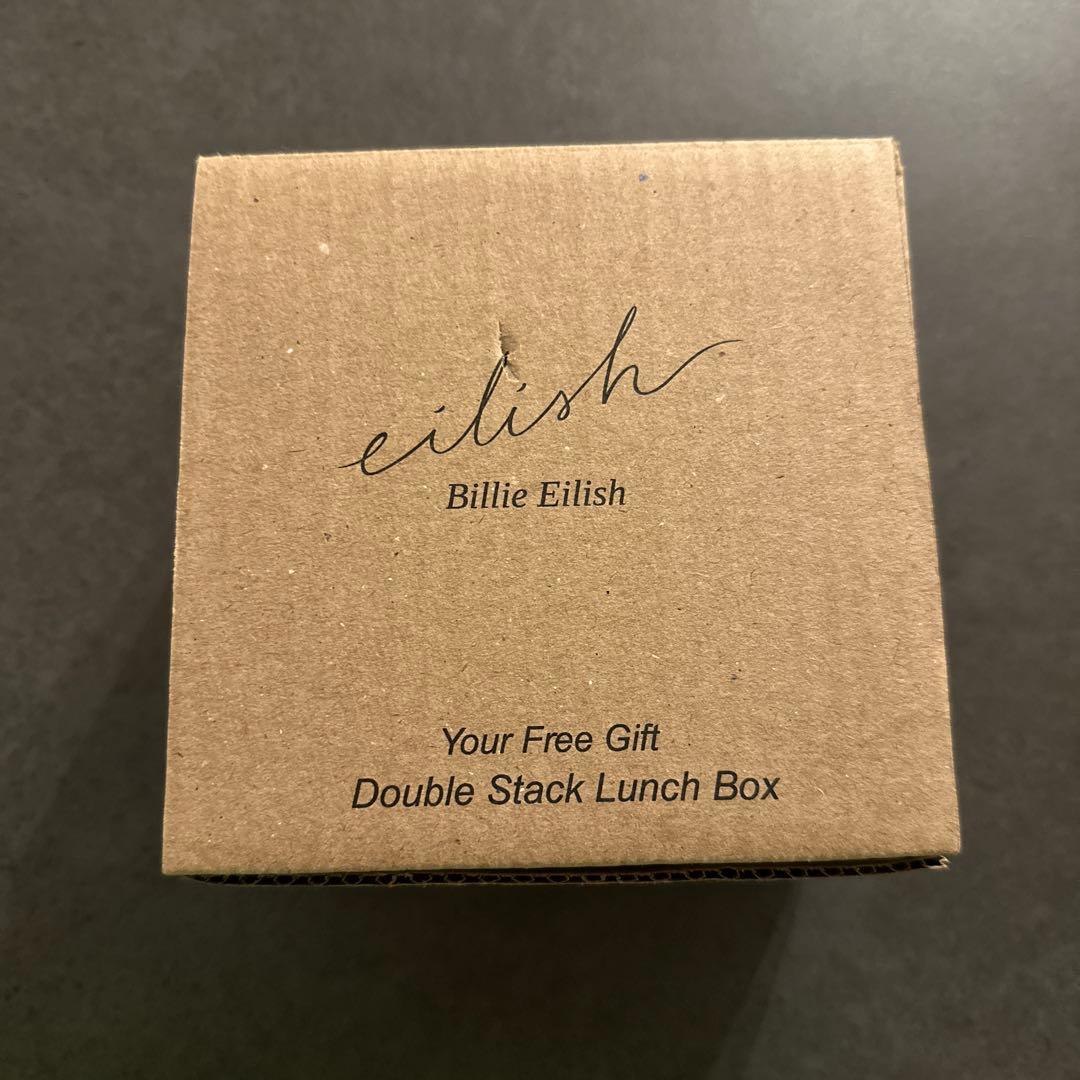 eilish
Billie Eilish
Your Free Gift
Double Stack Lunch Box